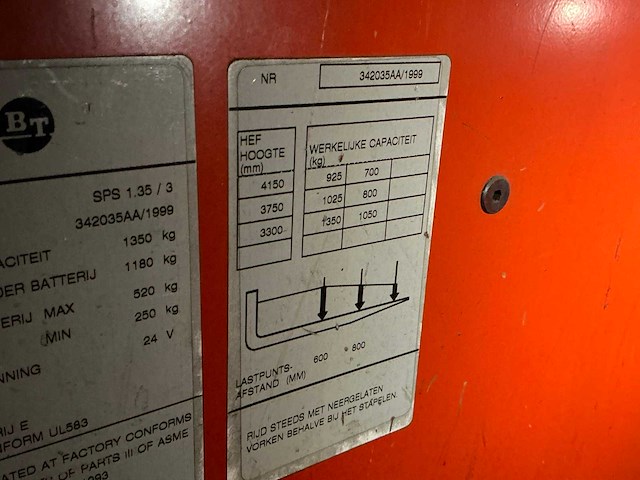 BT
SPS 1.35 / 3
342035AA/1999
ACITEIT 1350 kg
DER BATTERIJ 1180 kg
ERIJ MAX 520 kg
MIN 250 kg
NNING 24 V
RIJ E
NFORM UL583
ATED AT FACTORY CONFORMS
OF PARTS III OF ASME
1993
NR 342035AA/1999
HEF HOOGTE (mm)
WERKELIJKE CAPACITEIT (kg)
4150 925 700
3750 1025 800
3300 1350 1050
LASTPUNTS-
AFSTAND (MM) 600 800
RIJD STEEDS MET NEERGELATEN
VORKEN BEHALVE BIJ HET STAPELEN.